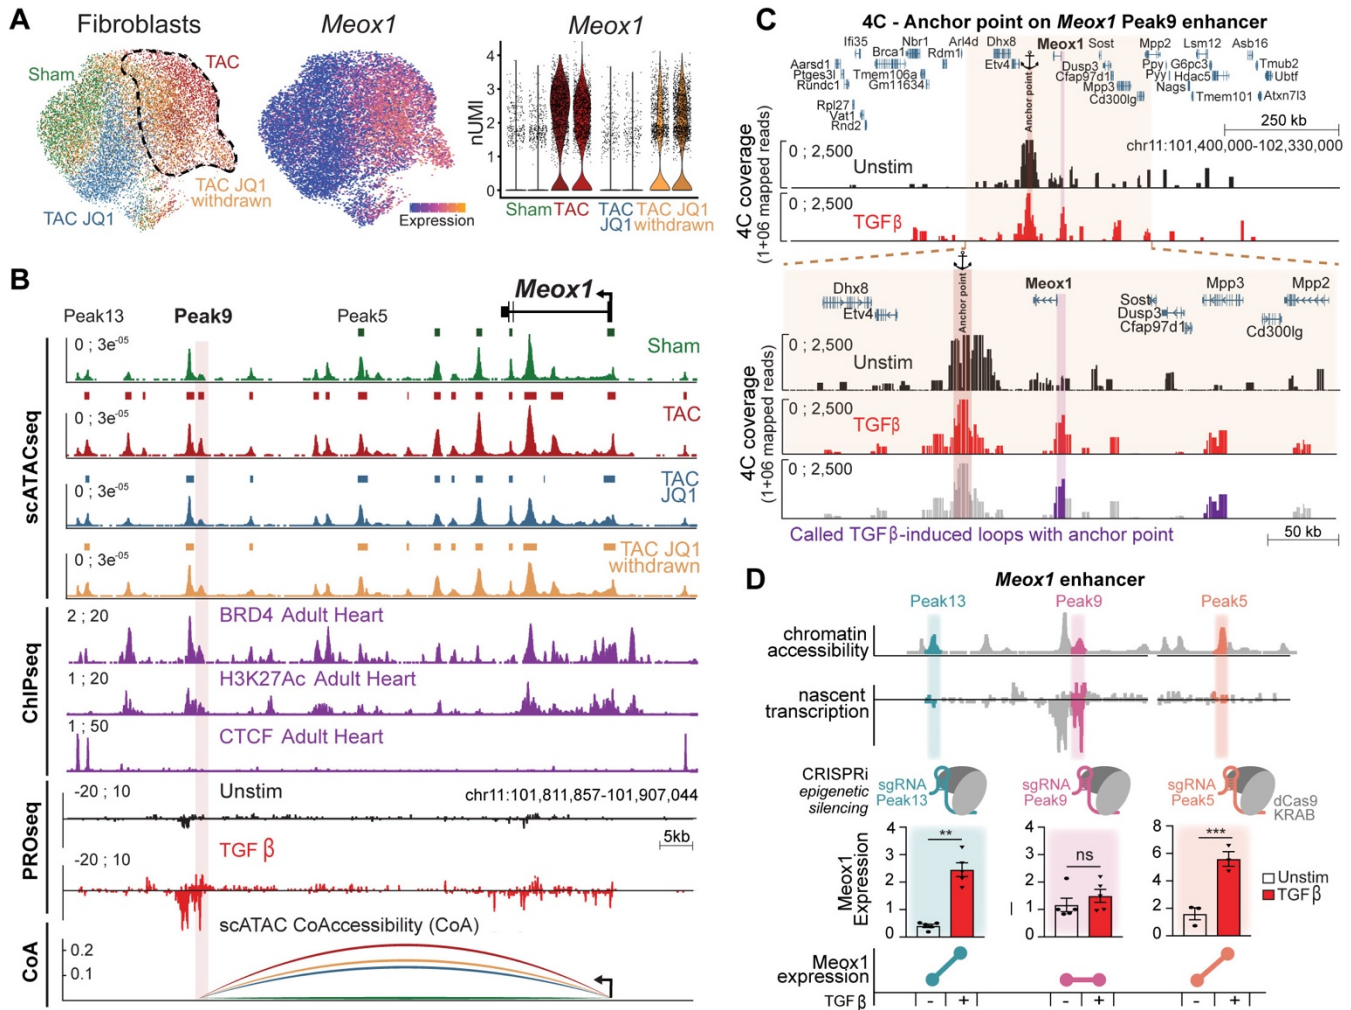 A
Fibroblasts
Meox1
Meox1
Sham
TAC
TAC JQ1
withdrawn
TAC JQ1
Expression
nUMI
4
3
2
1
0
Sham TAC TAC JQ1 TAC JQ1 withdrawn
B
Meox1
Peak13 Peak9 Peak5
scATACseq
0 ; 3e-05
Sham
0 ; 3e-05
TAC
0 ; 3e-05
TAC
JQ1
0 ; 3e-05
TAC JQ1
withdrawn
ChIPseq
2 ; 20
BRD4 Adult Heart
1 ; 20
H3K27Ac Adult Heart
1 ; 50
CTCF Adult Heart
PROseq
-20 ; 10
Unstim
chr11:101,811,857-101,907,044
5kb
-20 ; 10
TGF β
CoA
scATAC CoAccessibility (CoA)
0.2
0.1
C
4C - Anchor point on Meox1 Peak9 enhancer
Ifi35 Nbr1 Arl4d Dhx8 Meox1 Sost Mpp2 Lsm12 Asb16
Brca1 Rdm1 Etv4
Aarsd1 Dusp3 Ppy G6pc3 Tmub2
Ptges3l Tmem106a Cfap97d1 Pyy Hdac5 Ubtf
Rundc1 Gm11634 Mpp3 Nags
Cd300lg Tmem101 Atxn7l3
Rpl27
Vat1
Rnd2
Anchor point
250 kb
chr11:101,400,000-102,330,000
4C coverage
(1+06 mapped reads)
0 ; 2,500
Unstim
0 ; 2,500
TGFβ
Dhx8 Meox1 Sost Mpp3 Mpp2
Etv4 Dusp3
Cfap97d1 Cd300lg
Anchor point
4C coverage
(1+06 mapped reads)
0 ; 2,500
Unstim
0 ; 2,500
TGFβ
0 ; 2,500
Called TGFβ-induced loops with anchor point
50 kb
D
Meox1 enhancer
Peak13 Peak9 Peak5
chromatin
accessibility
nascent
transcription
CRISPRi
epigenetic
silencing
sgRNA
Peak13
sgRNA
Peak9
sgRNA
Peak5
dCas9
KRAB
Meox1
Expression
4
3
2
1
0
**
4
3
2
1
0
ns
8
6
4
2
0
***
Unstim
TGFβ
Meox1
expression
TGFβ - + - + - +